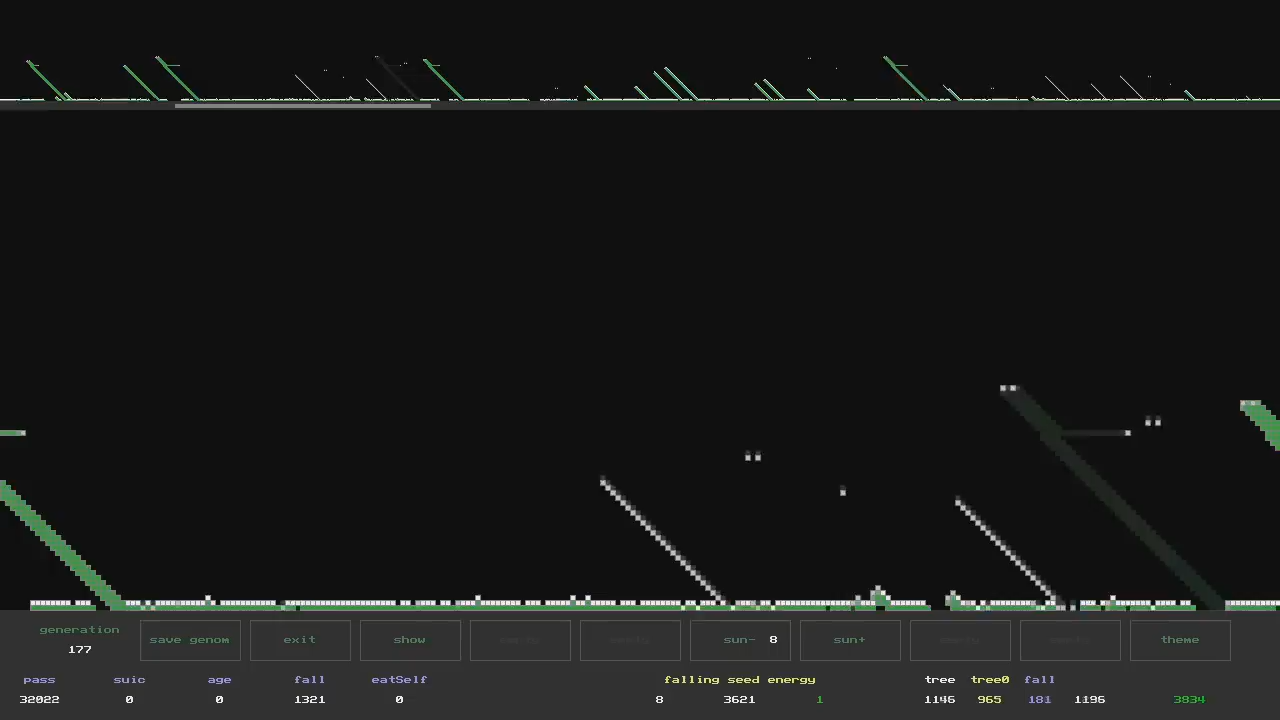 generation
177
save genom exit show sun- 8 sun+ theme
pass suic age fall eatSelf falling seed energy tree tree0 fall
32022 0 0 1321 0 8 3621 1 1146 965 181 1196 3834